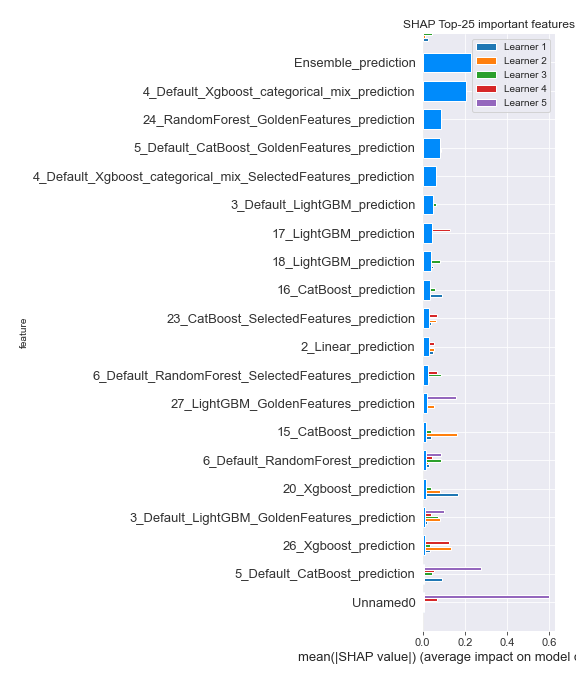 SHAP Top-25 important features
Learner 1
Learner 2
Learner 3
Learner 4
Learner 5
Ensemble_prediction
4_Default_Xgboost_categorical_mix_prediction
24_RandomForest_GoldenFeatures_prediction
5_Default_CatBoost_GoldenFeatures_prediction
4_Default_Xgboost_categorical_mix_SelectedFeatures_prediction
3_Default_LightGBM_prediction
17_LightGBM_prediction
18_LightGBM_prediction
16_CatBoost_prediction
23_CatBoost_SelectedFeatures_prediction
2_Linear_prediction
6_Default_RandomForest_SelectedFeatures_prediction
27_LightGBM_GoldenFeatures_prediction
15_CatBoost_prediction
6_Default_RandomForest_prediction
20_Xgboost_prediction
3_Default_LightGBM_GoldenFeatures_prediction
26_Xgboost_prediction
5_Default_CatBoost_prediction
Unnamed0
feature
0.0 0.2 0.4 0.6
mean(|SHAP value|) (average impact on model